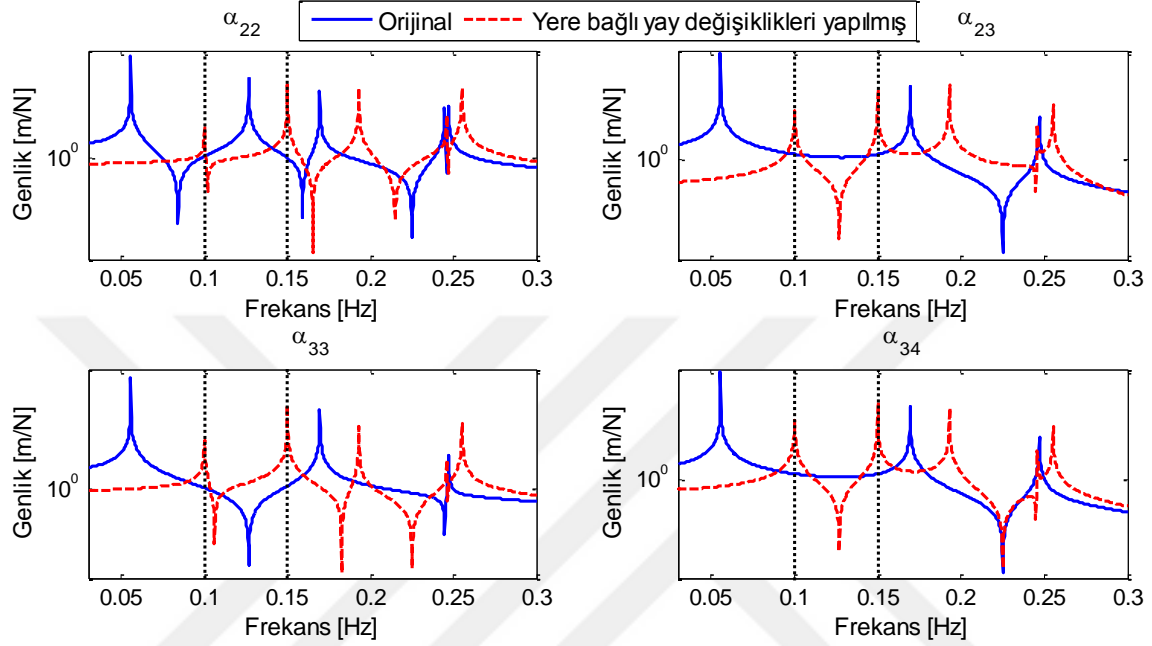 α22
Orijinal
Yere bağlı yay değişiklikleri yapılmış
α23
Genlik [m/N]
10^0
0.05 0.1 0.15 0.2 0.25 0.3
Frekans [Hz]
Genlik [m/N]
10^0
0.05 0.1 0.15 0.2 0.25 0.3
Frekans [Hz]
α33
Genlik [m/N]
10^0
0.05 0.1 0.15 0.2 0.25 0.3
Frekans [Hz]
α34
Genlik [m/N]
10^0
0.05 0.1 0.15 0.2 0.25 0.3
Frekans [Hz]